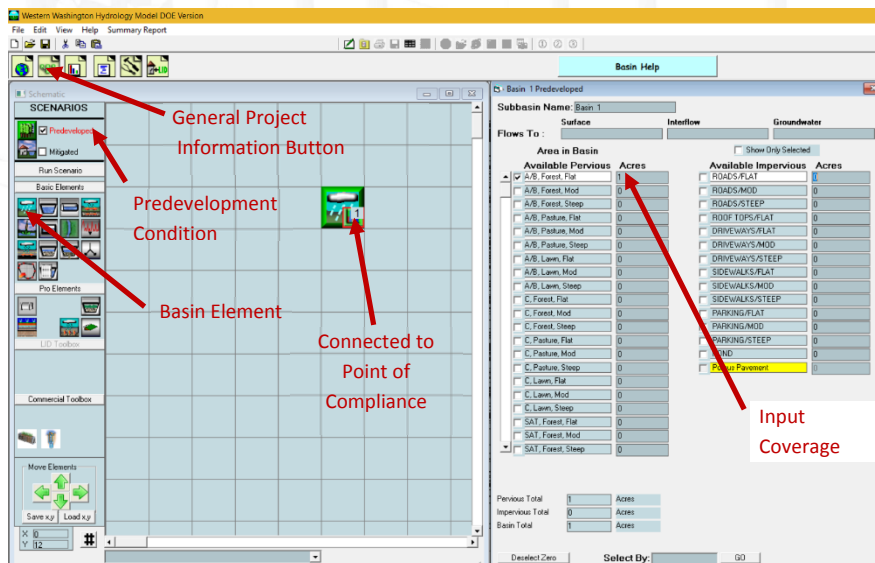 Western Washington Hydrology Model DOE Version
File Edit View Help Summary Report
Basin Help
Schematic
SCENARIOS
Predeveloped
Mitigated
Run Scenario
Basic Elements
Pro Elements
LID Toolbox
Commercial Toolbox
Move Elements
Save x,y Load x,y
X 0
Y 12
General Project
Information Button
Predevelopment
Condition
Basin Element
1
Connected to
Point of
Compliance
Basin 1 Predeveloped
Subbasin Name: Basin 1
Surface Interflow Groundwater
Flows To :
Area in Basin Show Only Selected
Available Pervious Acres Available Impervious Acres
A/B, Forest, Flat 1 ROADS/FLAT 0
A/B, Forest, Mod 0 ROADS/MOD 0
A/B, Forest, Steep 0 ROADS/STEEP 0
A/B, Pasture, Flat 0 ROOF TOPS/FLAT 0
A/B, Pasture, Mod 0 DRIVEWAYS/FLAT 0
A/B, Pasture, Steep 0 DRIVEWAYS/MOD 0
A/B, Lawn, Flat 0 DRIVEWAYS/STEEP 0
A/B, Lawn, Mod 0 SIDEWALKS/FLAT 0
A/B, Lawn, Steep 0 SIDEWALKS/MOD 0
C, Forest, Flat 0 SIDEWALKS/STEEP 0
C, Forest, Mod 0 PARKING/FLAT 0
C, Forest, Steep 0 PARKING/MOD 0
C, Pasture, Flat 0 PARKING/STEEP 0
C, Pasture, Mod 0 POND 0
C, Pasture, Steep 0 Porous Pavement 0
C, Lawn, Flat 0
C, Lawn, Mod 0
C, Lawn, Steep 0
SAT, Forest, Flat 0
SAT, Forest, Mod 0
SAT, Forest, Steep 0
Input
Coverage
Pervious Total 1 Acres
Impervious Total 0 Acres
Basin Total 1 Acres
Deselect Zero Select By: GO